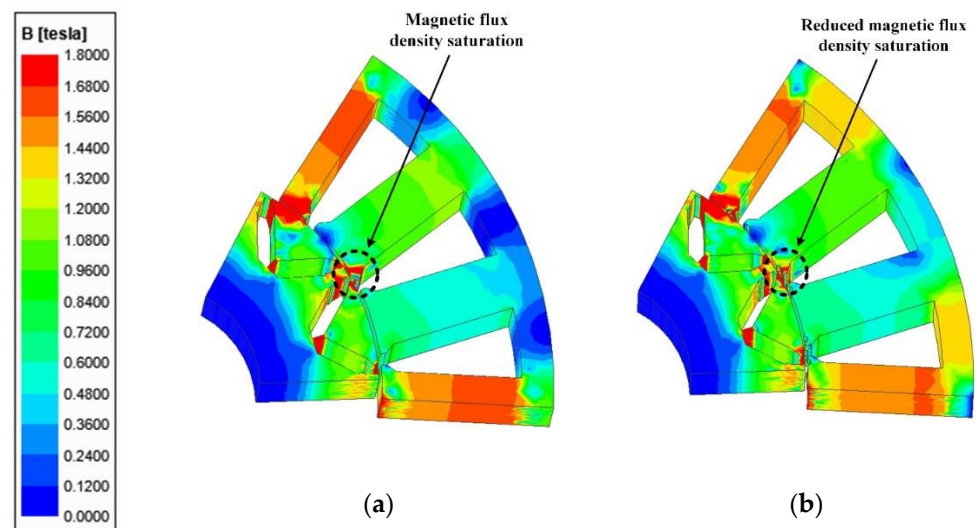 B [tesla]
1.8000
1.6800
1.5600
1.4400
1.3200
1.2000
1.0800
0.9600
0.8400
0.7200
0.6000
0.4800
0.3600
0.2400
0.1200
0.0000
Magnetic flux
density saturation
Reduced magnetic flux
density saturation
(a)
(b)